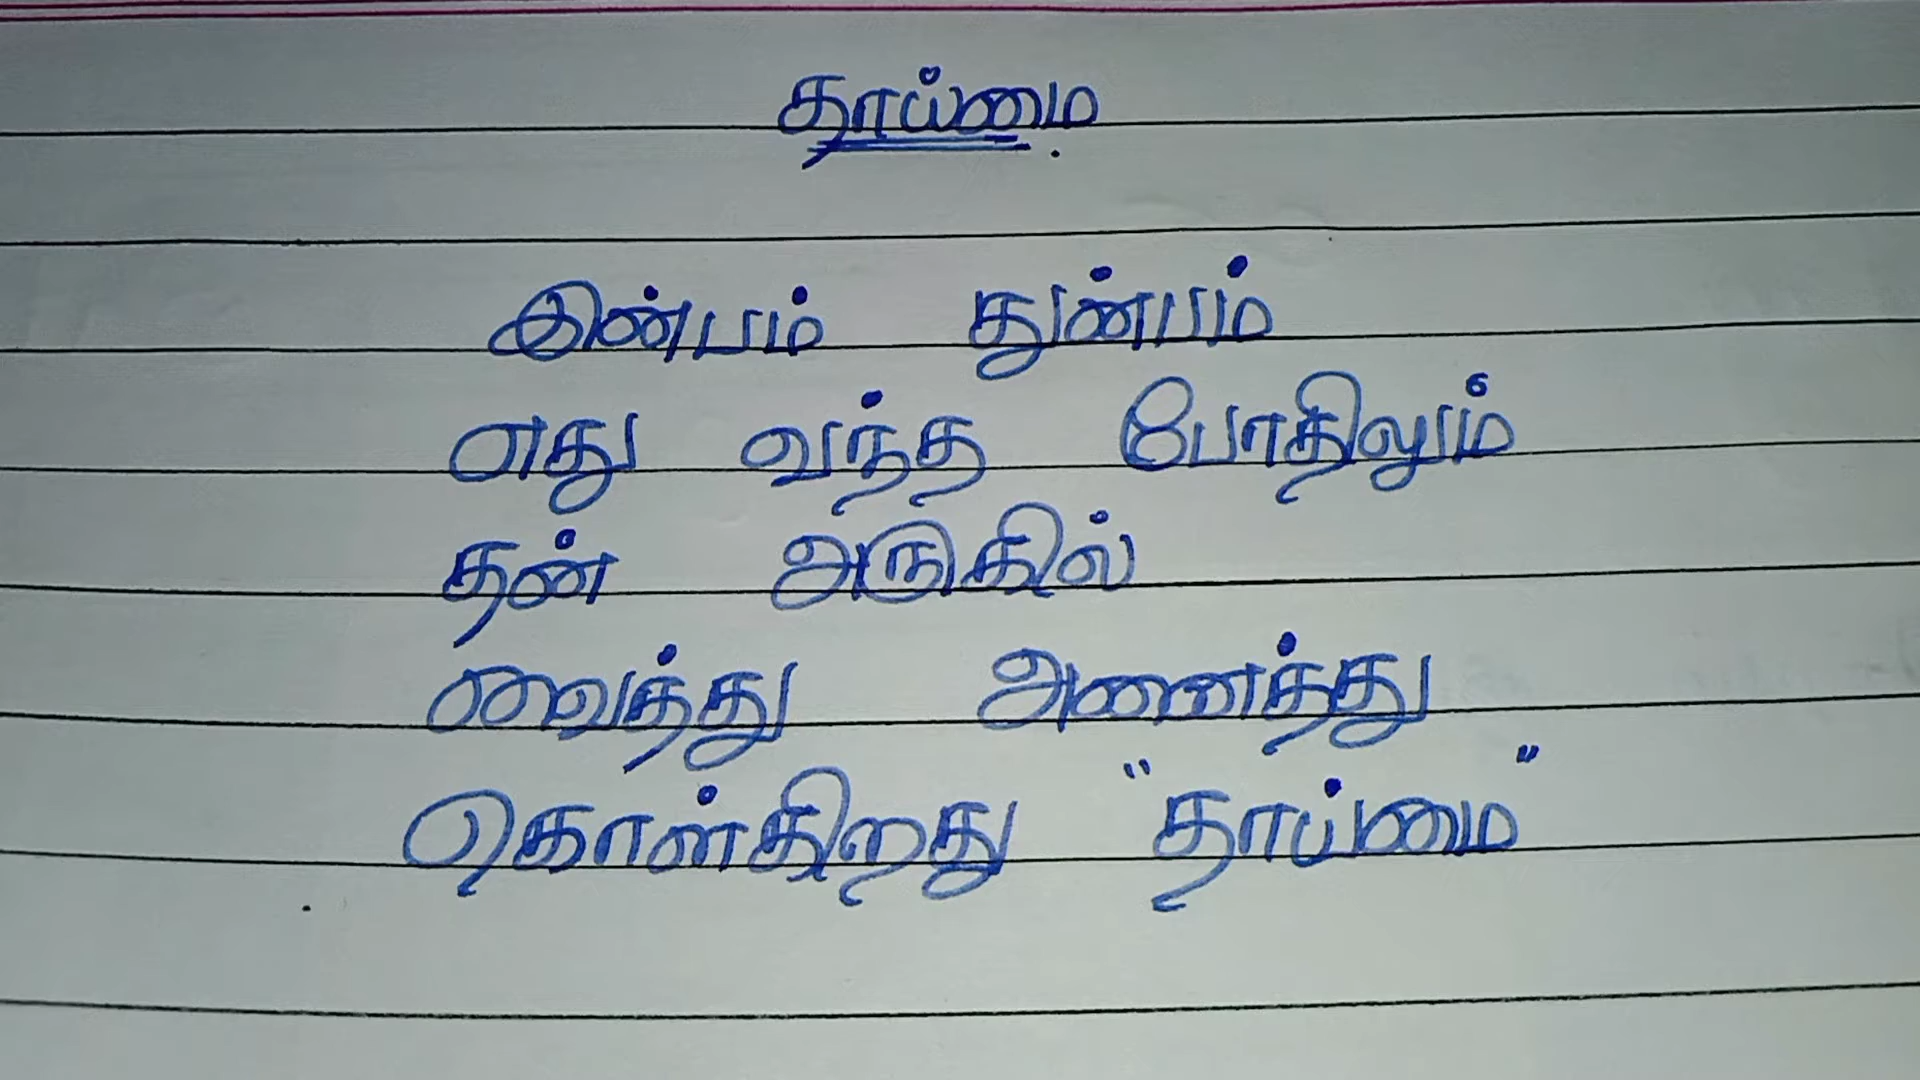 தாய்மை
இன்பம் துன்பம்
எது வந்த போதிலும்
தன் அருகில்
வைத்து அணைத்து
கொள்கிறது "தாய்மை"